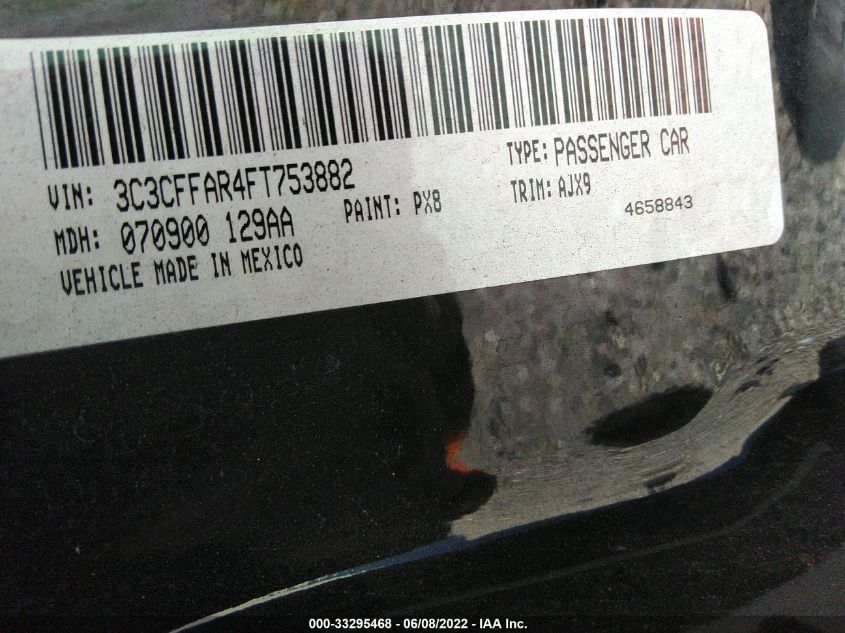 VIN: 3C3CFFAR4FT753882 TYPE: PASSENGER CAR
MDH: 070900 129AA PAINT: PX8 TRIM: AJX9
VEHICLE MADE IN MEXICO 4658843
000-33295468 - 06/08/2022 - IAA Inc.